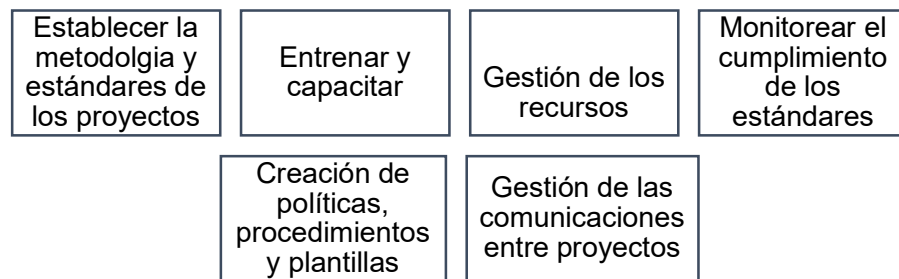 Establecer la
metodolgia y
estándares de
los proyectos
Entrenar y
capacitar
Gestión de los
recursos
Monitorear el
cumplimiento
de los
estándares
Creación de
políticas,
procedimientos
y plantillas
Gestión de las
comunicaciones
entre proyectos